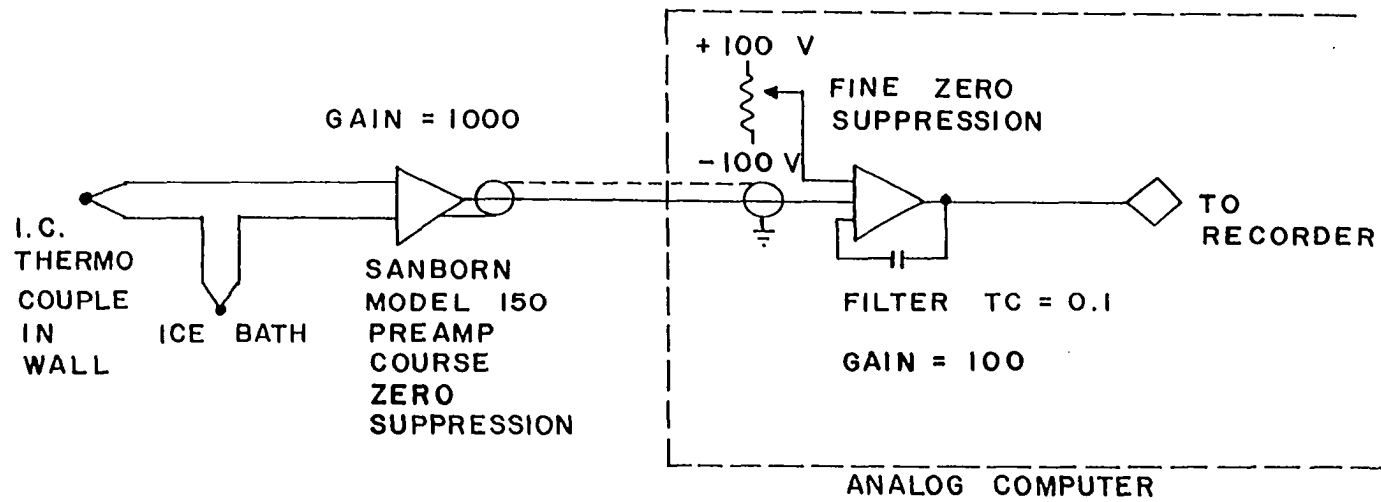 +100 V
FINE ZERO
SUPPRESSION
-100 V
GAIN = 1000
I.C.
THERMO
COUPLE
IN
WALL
ICE BATH
SANBORN
MODEL 150
PREAMP
COURSE
ZERO
SUPPRESSION
FILTER TC = 0.1
GAIN = 100
TO
RECORDER
ANALOG COMPUTER